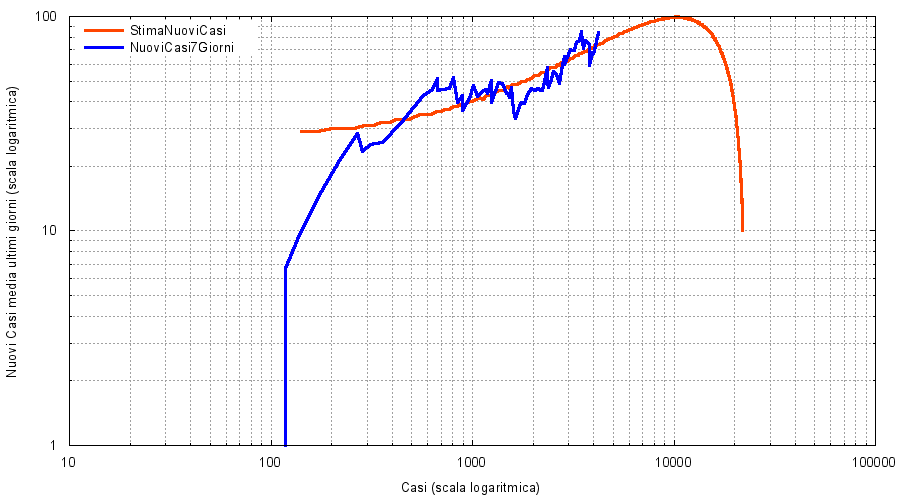 100
StimaNuoviCasi
NuoviCasi7Giorni
10
1
Nuovi Casi media ultimi giorni (scala logaritmica)
10
100
1000
10000
100000
Casi (scala logaritmica)